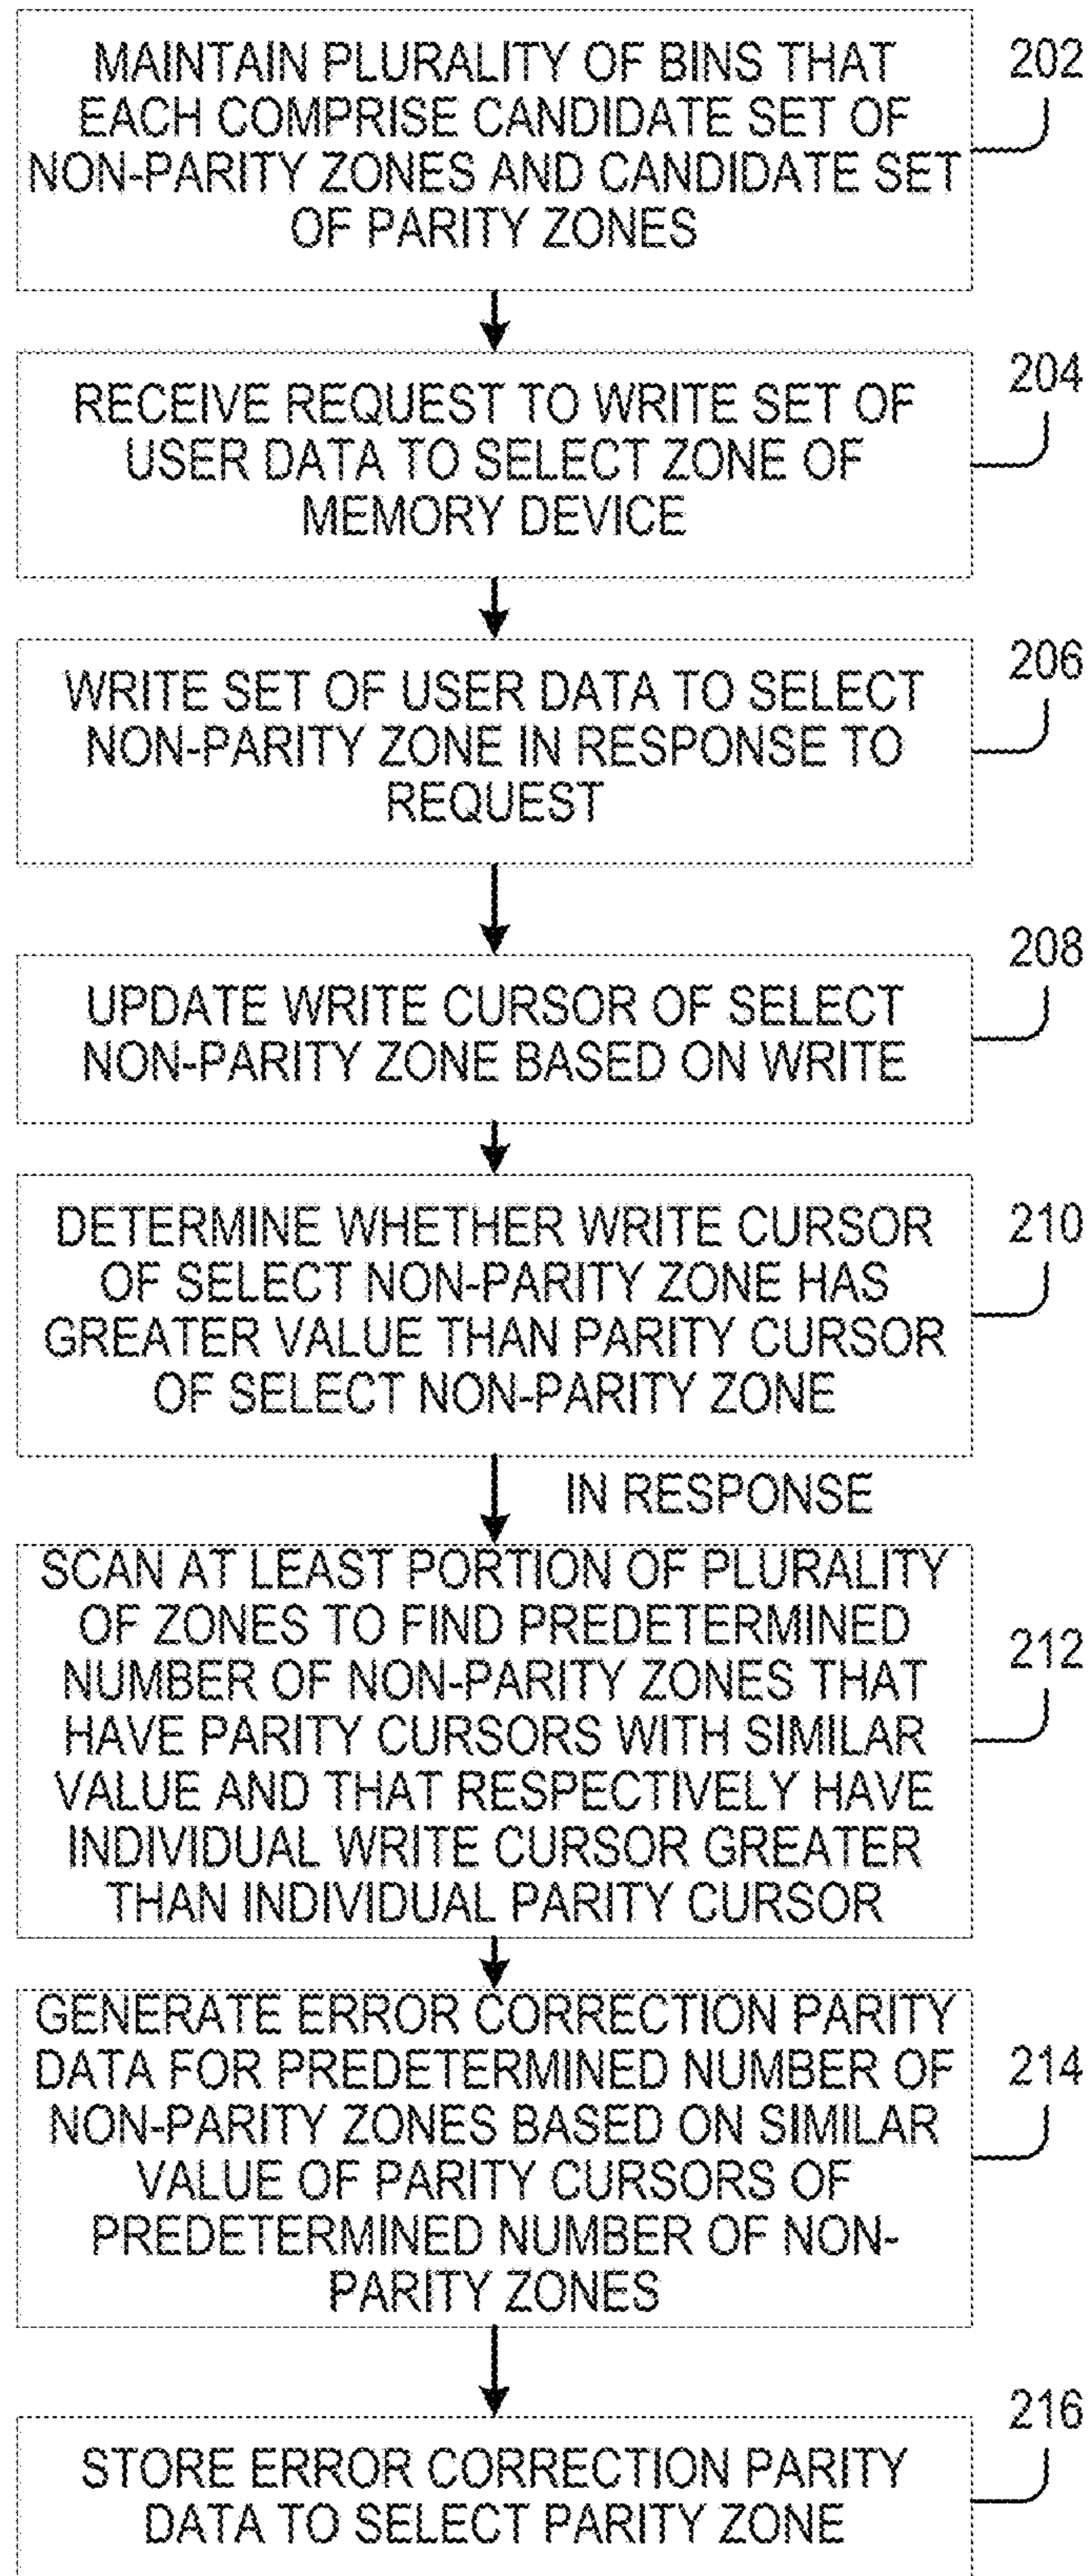 MAINTAIN PLURALITY OF BINS THAT
EACH COMPRISE CANDIDATE SET OF
NON-PARITY ZONES AND CANDIDATE SET
OF PARITY ZONES
202
RECEIVE REQUEST TO WRITE SET OF
USER DATA TO SELECT ZONE OF
MEMORY DEVICE
204
WRITE SET OF USER DATA TO SELECT
NON-PARITY ZONE IN RESPONSE TO
REQUEST
206
UPDATE WRITE CURSOR OF SELECT
NON-PARITY ZONE BASED ON WRITE
208
DETERMINE WHETHER WRITE CURSOR
OF SELECT NON-PARITY ZONE HAS
GREATER VALUE THAN PARITY CURSOR
OF SELECT NON-PARITY ZONE
210
IN RESPONSE
SCAN AT LEAST PORTION OF PLURALITY
OF ZONES TO FIND PREDETERMINED
NUMBER OF NON-PARITY ZONES THAT
HAVE PARITY CURSORS WITH SIMILAR
VALUE AND THAT RESPECTIVELY HAVE
INDIVIDUAL WRITE CURSOR GREATER
THAN INDIVIDUAL PARITY CURSOR
212
GENERATE ERROR CORRECTION PARITY
DATA FOR PREDETERMINED NUMBER OF
NON-PARITY ZONES BASED ON SIMILAR
VALUE OF PARITY CURSORS OF
PREDETERMINED NUMBER OF NON-
PARITY ZONES
214
STORE ERROR CORRECTION PARITY
DATA TO SELECT PARITY ZONE
216